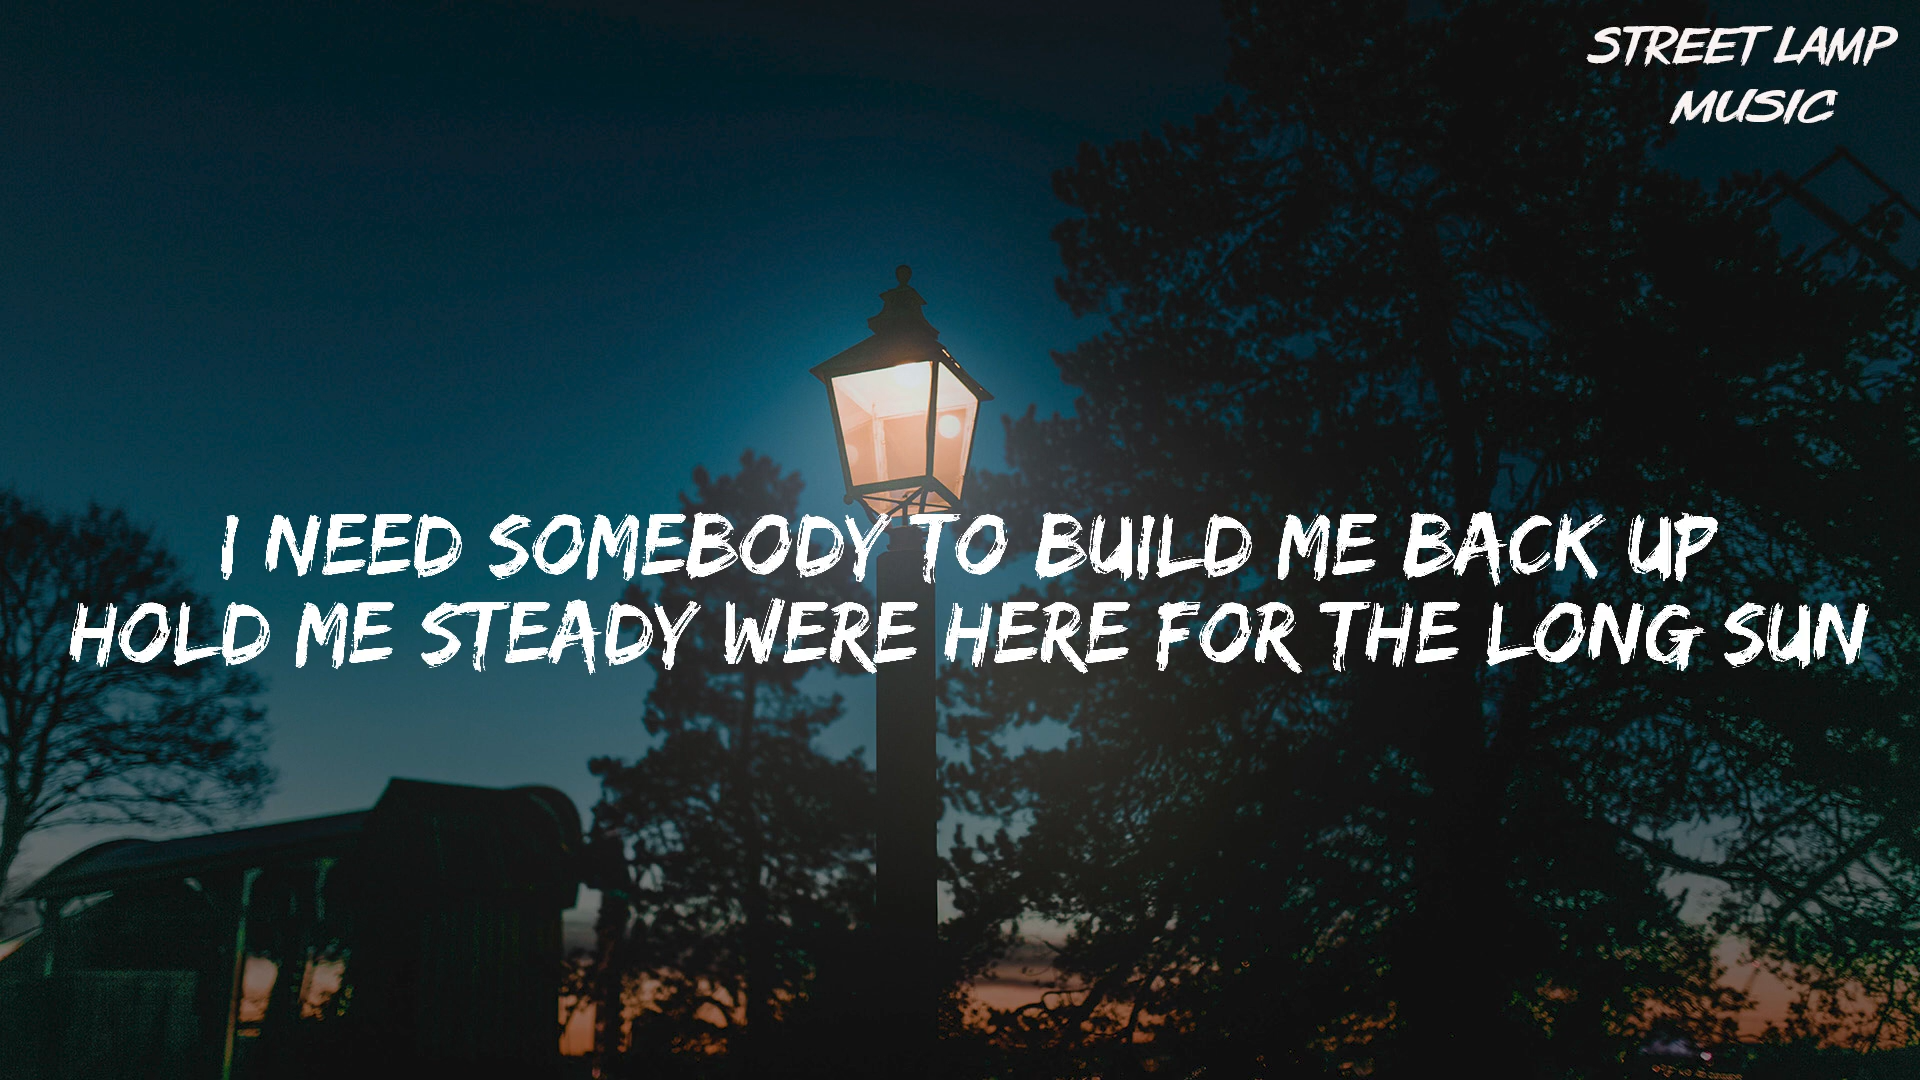 STREET LAMP
MUSIC
I NEED SOMEBODY TO BUILD ME BACK UP
HOLD ME STEADY WERE HERE FOR THE LONG SUN